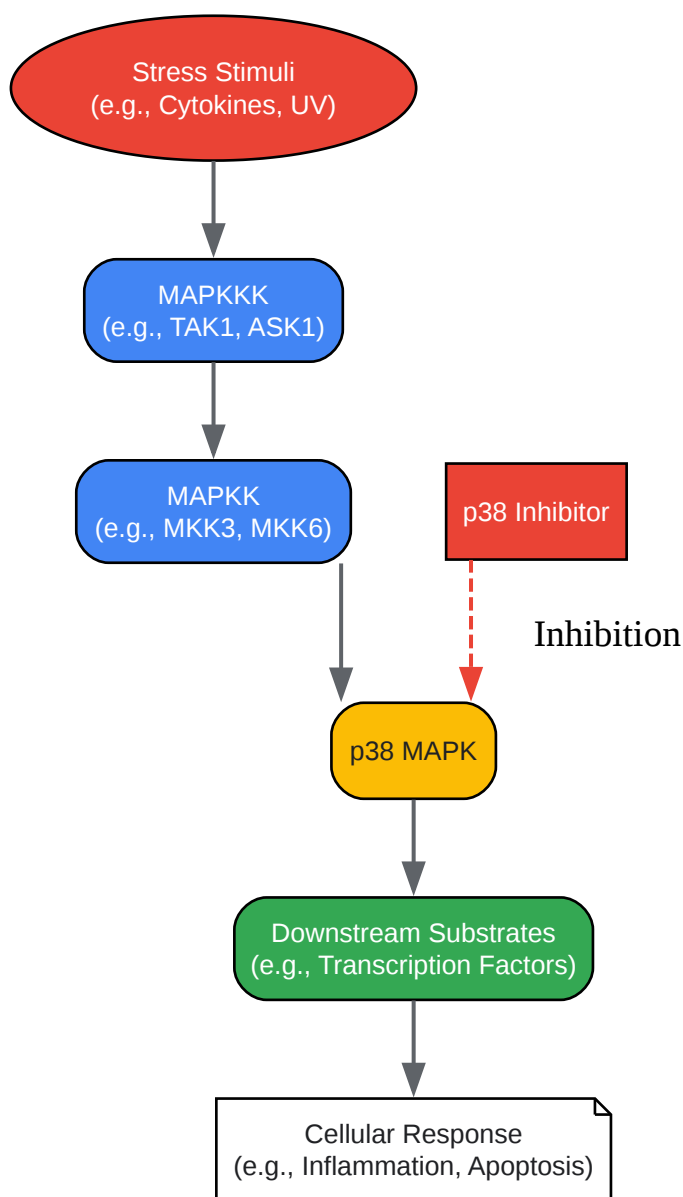 Stress Stimuli
(e.g., Cytokines, UV)
MAPKKK
(e.g., TAK1, ASK1)
MAPKK
(e.g., MKK3, MKK6)
p38 Inhibitor
Inhibition
p38 MAPK
Downstream Substrates
(e.g., Transcription Factors)
Cellular Response
(e.g., Inflammation, Apoptosis)